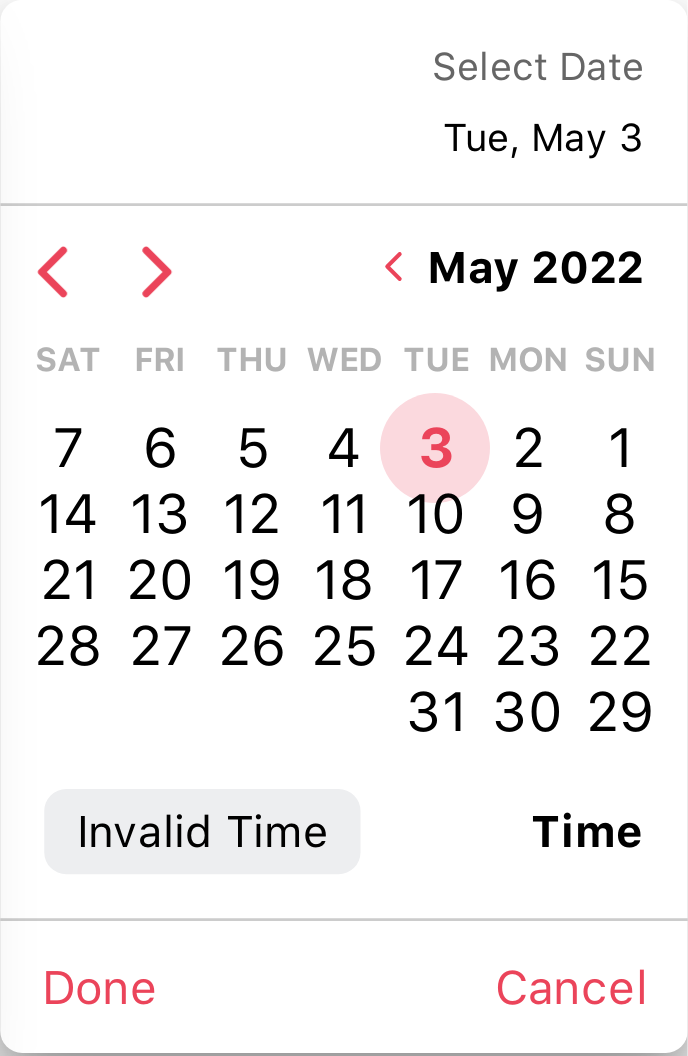 Select Date
Tue, May 3
May 2022
SAT FRI THU WED TUE MON SUN
7 6 5 4 3 2 1
14 13 12 11 10 9 8
21 20 19 18 17 16 15
28 27 26 25 24 23 22
31 30 29
Invalid Time Time
Done Cancel